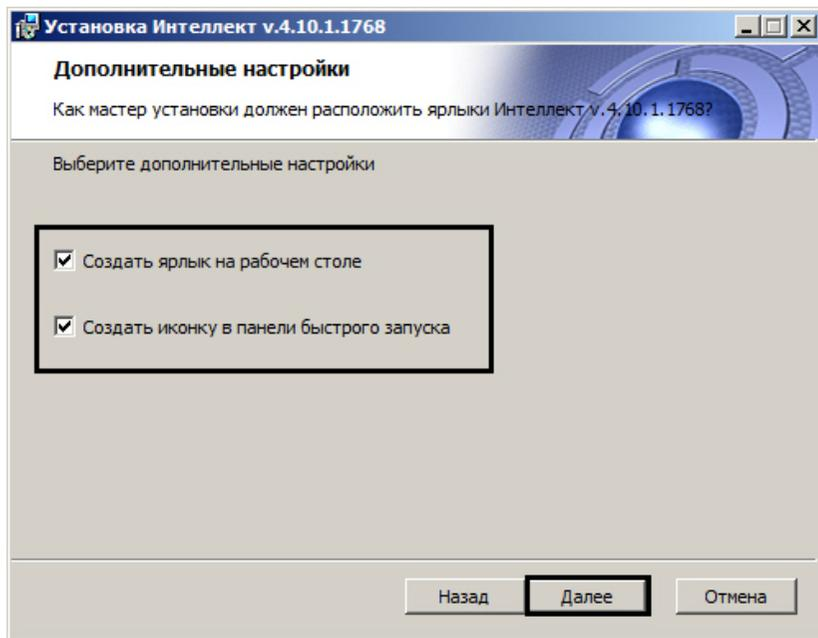 Установка Интеллект v.4.10.1.1768
Дополнительные настройки
Как мастер установки должен расположить ярлыки Интеллект v.4.10.1.1768?
Выберите дополнительные настройки
Создать ярлык на рабочем столе
Создать иконку в панели быстрого запуска
Назад
Далее
Отмена